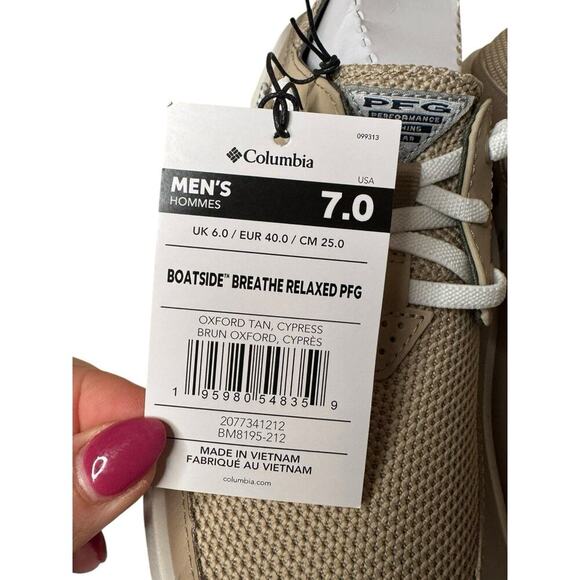 PFG
PERFORMANCE
099313
Columbia
USA
MEN'S
HOMMES
7.0
UK 6.0 / EUR 40.0 / CM 25.0
BOATSIDE™ BREATHE RELAXED PFG
OXFORD TAN, CYPRESS
BRUN OXFORD, CYPRÈS
1 95980 54835 9
2077341212
BM8195-212
MADE IN VIETNAM
FABRIQUÉ AU VIETNAM
columbia.com